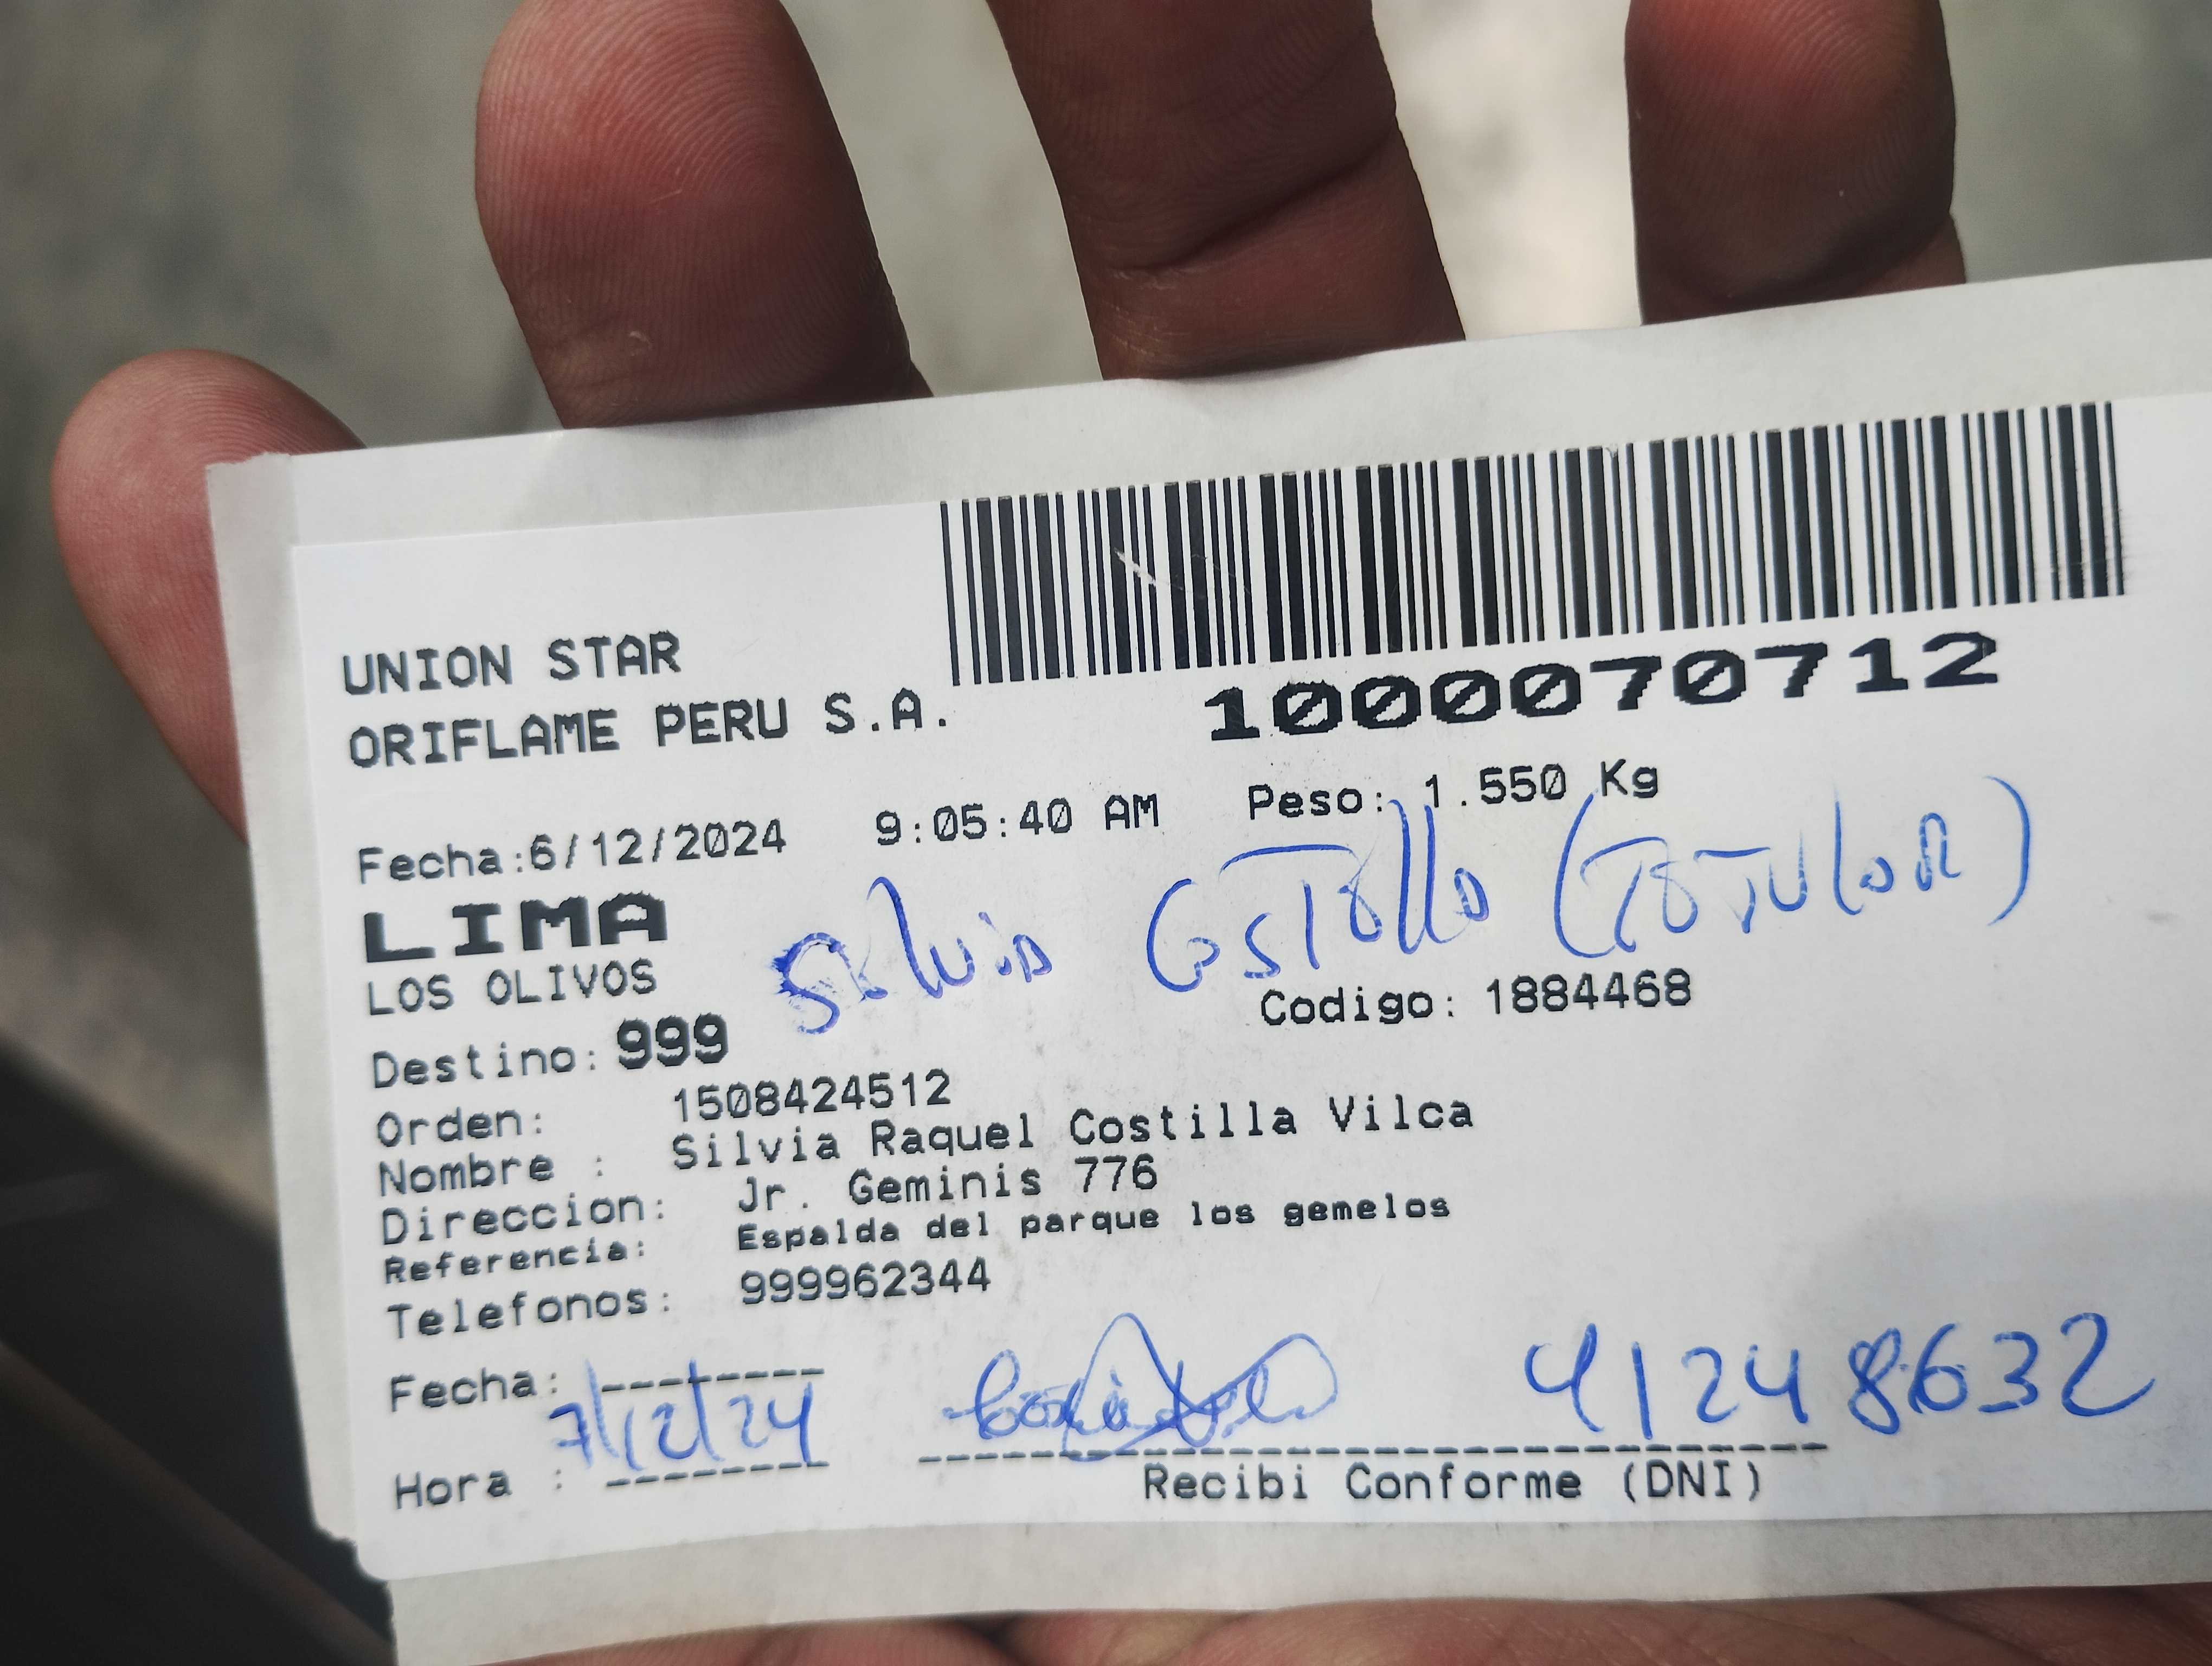 UNION STAR
ORIFLAME PERU S.A.
1000070712
Fecha:6/12/2024 9:05:40 AM Peso: 1.550 Kg
LIMA
Silvia Costillo (TiTulaR)
LOS OLIVOS
Codigo: 1884468
Destino: 999
Orden: 1508424512
Nombre : Silvia Raquel Costilla Vilca
Direccion: Jr. Geminis 776
Referencia: Espalda del parque los gemelos
Telefonos: 999962344
Fecha: 7/12/24
41248632
Hora :
Recibi Conforme (DNI)